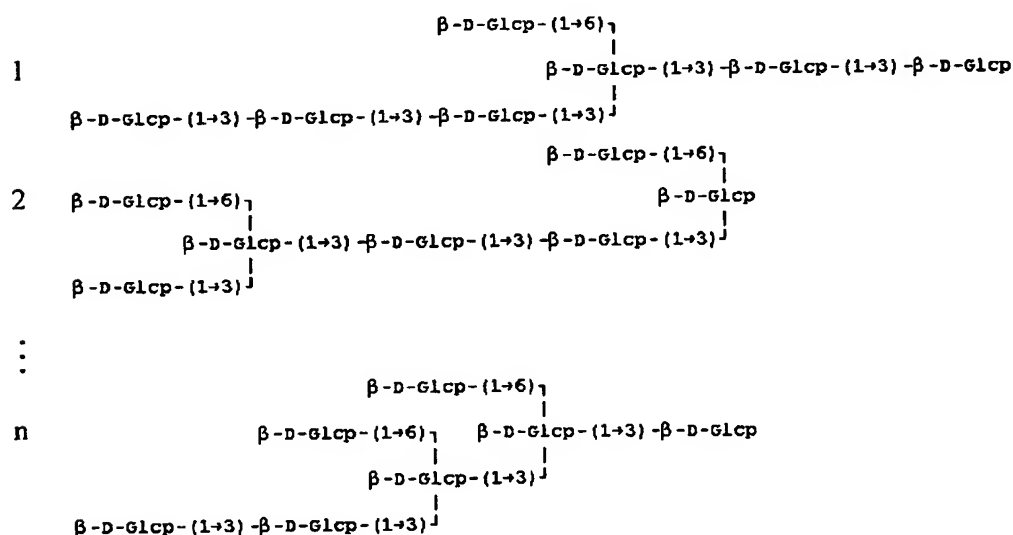 β-D-Glcp-(1→6)┐
1 β-D-Glcp-(1→3)-β-D-Glcp-(1→3)-β-D-Glcp
β-D-Glcp-(1→3)-β-D-Glcp-(1→3)-β-D-Glcp-(1→3)┘
β-D-Glcp-(1→6)┐
2 β-D-Glcp-(1→6)┐ β-D-Glcp
β-D-Glcp-(1→3)-β-D-Glcp-(1→3)-β-D-Glcp-(1→3)┘
β-D-Glcp-(1→3)┘
⋮
β-D-Glcp-(1→6)┐
n β-D-Glcp-(1→6)┐ β-D-Glcp-(1→3)-β-D-Glcp
β-D-Glcp-(1→3)┘
β-D-Glcp-(1→3)-β-D-Glcp-(1→3)┘